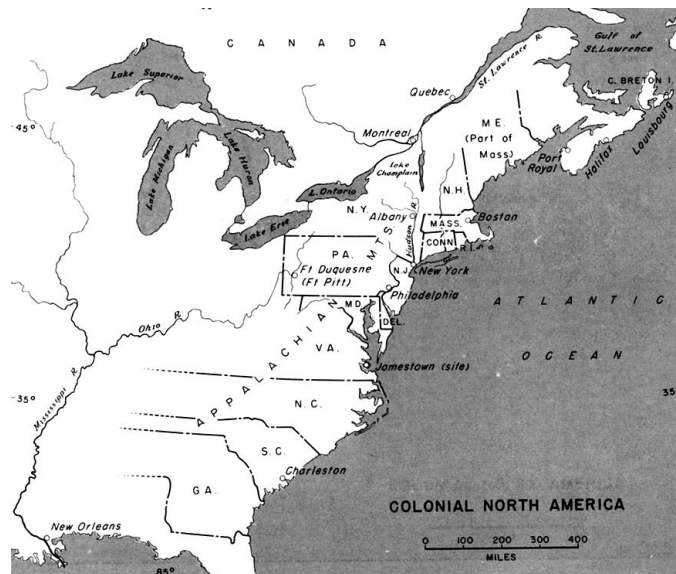 CANADA
Gulf of
St. Lawrence
St. Lawrence R.
C. BRETON I.
Lake Superior
Quebec
Louisbourg
45°
M E.
(Part of
Mass)
Montreal
Lake Michigan
Lake Huron
Lake
Champlain
Port
Royal
Halifax
L. Ontario
N.H.
N.Y.
Albany
Hudson R.
MASS.
Boston
Lake Erie
CONN
R.I.
PA.
N.J.
New York
Ft Duquesne
(Ft Pitt)
Philadelphia
MD.
DEL.
ATLANTIC
OCEAN
Ohio R
VA.
APPALACHIAN MTS
Jamestown (site)
Mississippi R
35°
35
N.C.
S.C.
GA.
Charleston
COLONIAL NORTH AMERICA
New Orleans
0 100 200 300 400
MILES
85°